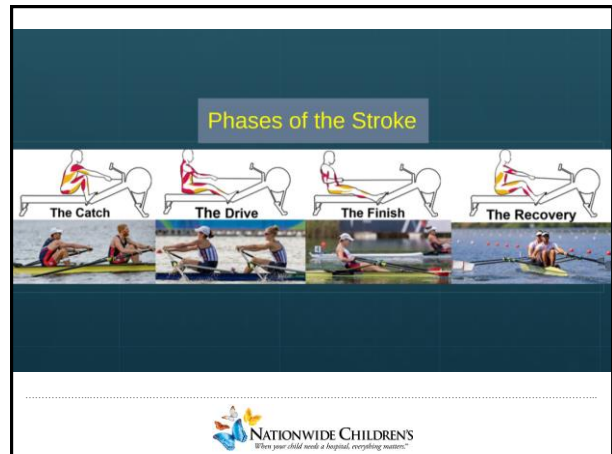 Phases of the Stroke
The Catch
The Drive
The Finish
The Recovery
NATIONWIDE CHILDREN'S
When your child needs a hospital, everything matters.™